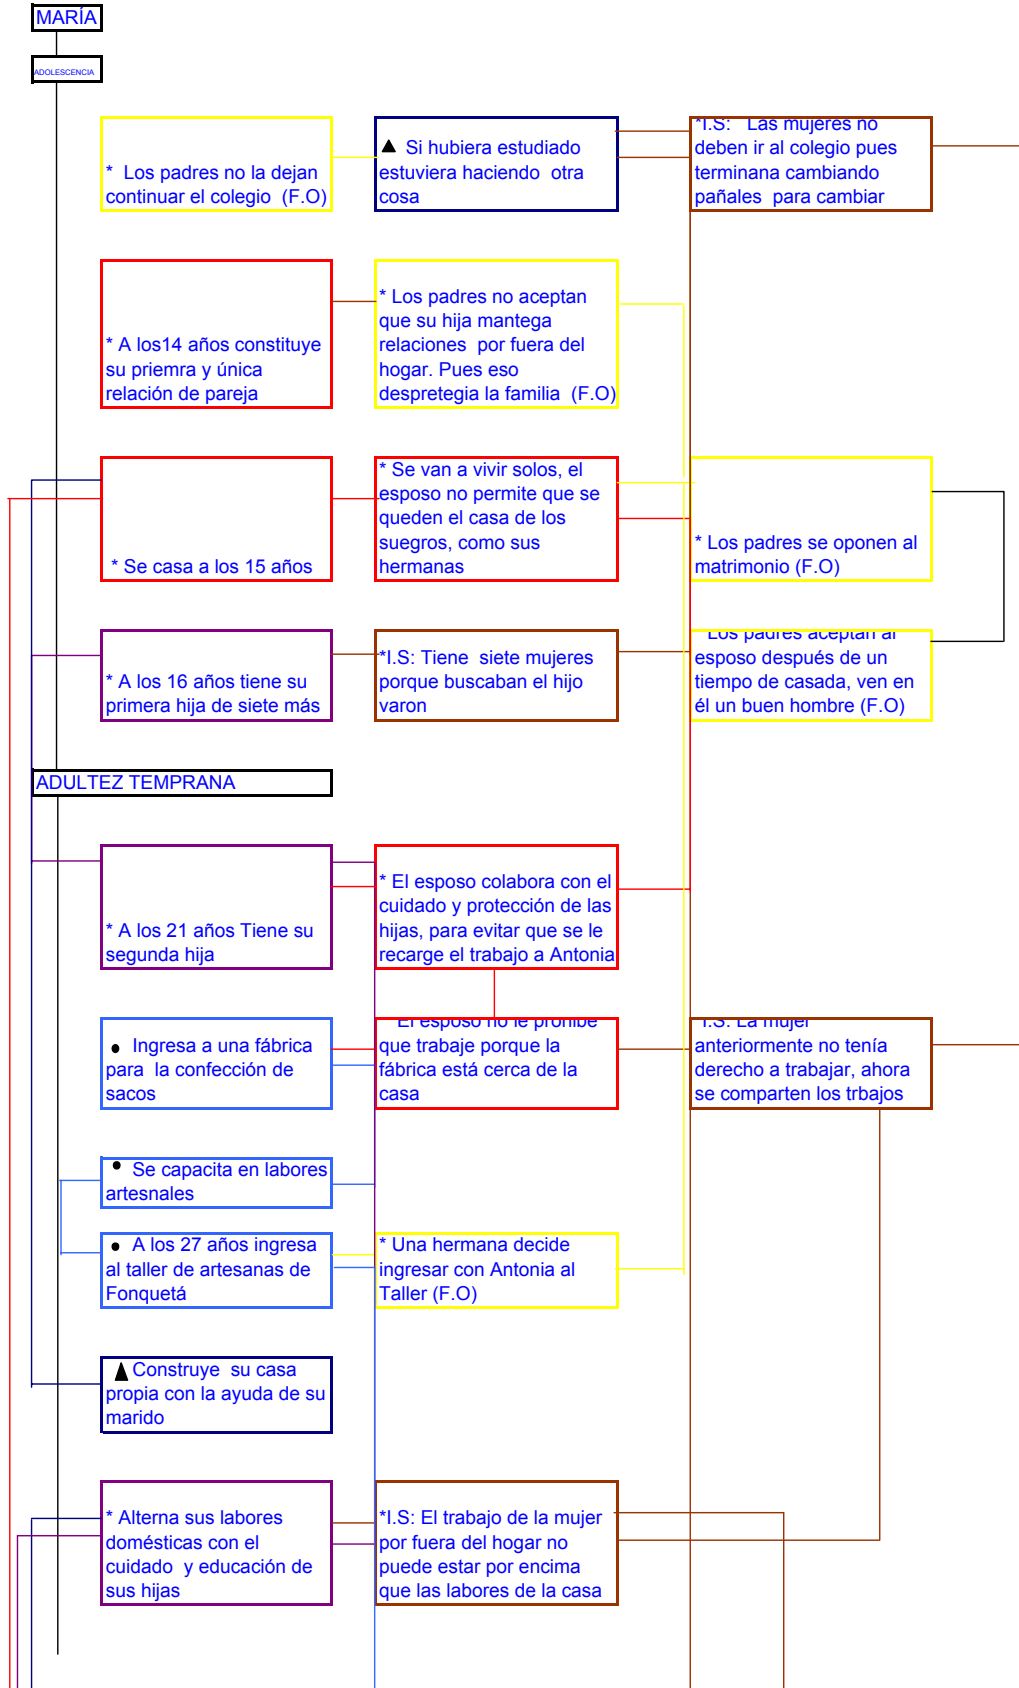 MARÍA
ADOLESCENCIA
* Los padres no la dejan
continuar el colegio (F.O)
▲ Si hubiera estudiado
estuviera haciendo otra
cosa
*I.S: Las mujeres no
deben ir al colegio pues
terminana cambiando
pañales para cambiar
* A los14 años constituye
su priemra y única
relación de pareja
* Los padres no aceptan
que su hija mantega
relaciones por fuera del
hogar. Pues eso
despretegia la familia (F.O)
* Se casa a los 15 años
* Se van a vivir solos, el
esposo no permite que se
queden el casa de los
suegros, como sus
hermanas
* Los padres se oponen al
matrimonio (F.O)
* A los 16 años tiene su
primera hija de siete más
*I.S: Tiene siete mujeres
porque buscaban el hijo
varon
Los padres aceptan al
esposo después de un
tiempo de casada, ven en
él un buen hombre (F.O)
ADULTEZ TEMPRANA
* A los 21 años Tiene su
segunda hija
* El esposo colabora con el
cuidado y protección de las
hijas, para evitar que se le
recarge el trabajo a Antonia
● Ingresa a una fábrica
para la confección de
sacos
El esposo no le prohibe
que trabaje porque la
fábrica está cerca de la
casa
*I.S: La mujer
anteriormente no tenía
derecho a trabajar, ahora
se comparten los trbajos
● Se capacita en labores
artesnales
● A los 27 años ingresa
al taller de artesanas de
Fonquetá
* Una hermana decide
ingresar con Antonia al
Taller (F.O)
▲ Construye su casa
propia con la ayuda de su
marido
* Alterna sus labores
domésticas con el
cuidado y educación de
sus hijas
*I.S: El trabajo de la mujer
por fuera del hogar no
puede estar por encima
que las labores de la casa